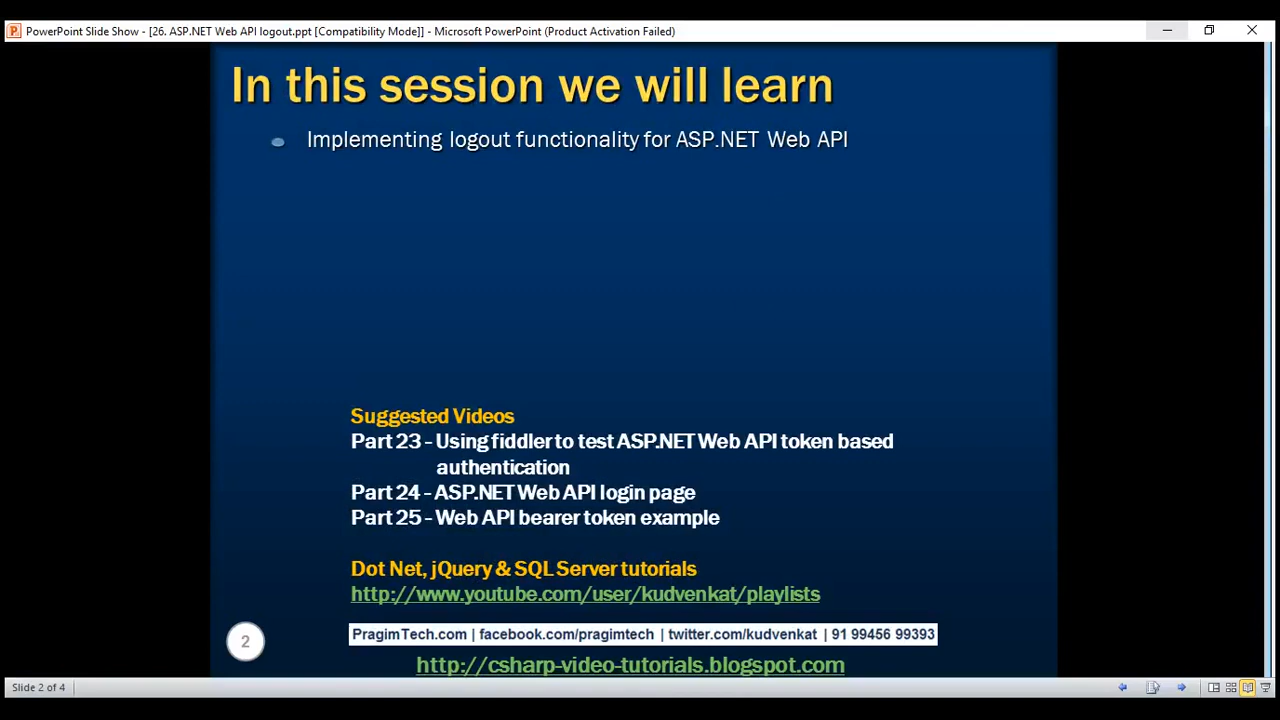 PowerPoint Slide Show - [26. ASP.NET Web API logout.ppt [Compatibility Mode]] - Microsoft PowerPoint (Product Activation Failed)
In this session we will learn
Implementing logout functionality for ASP.NET Web API
Suggested Videos
Part 23 - Using fiddler to test ASP.NET Web API token based
authentication
Part 24 - ASP.NET Web API login page
Part 25 - Web API bearer token example
Dot Net, jQuery & SQL Server tutorials
http://www.youtube.com/user/kudvenkat/playlists
PragimTech.com | facebook.com/pragimtech | twitter.com/kudvenkat | 91 99456 99393
2
http://csharp-video-tutorials.blogspot.com
Slide 2 of 4